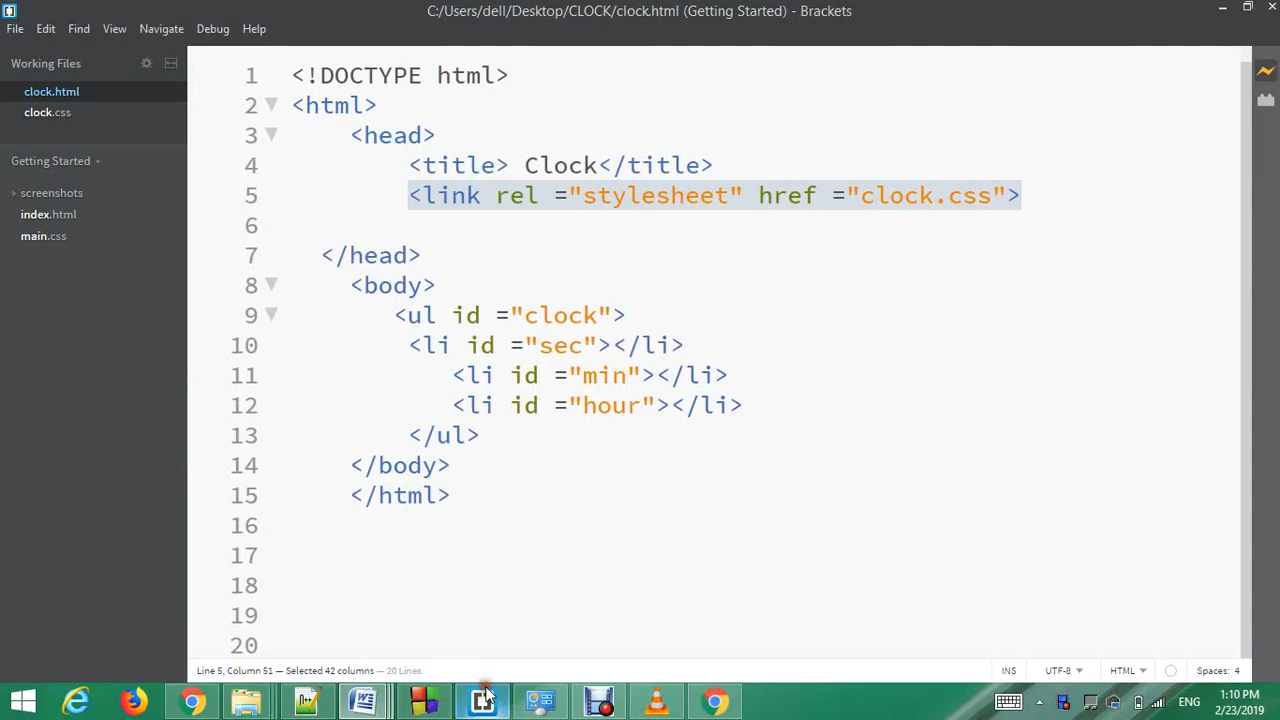 C:/Users/dell/Desktop/CLOCK/clock.html (Getting Started) - Brackets
File Edit Find View Navigate Debug Help
Working Files
clock.html
clock.css
Getting Started
screenshots
index.html
main.css
1 <!DOCTYPE html>
2 <html>
3 <head>
4 <title> Clock</title>
5 <link rel ="stylesheet" href ="clock.css">
6
7 </head>
8 <body>
9 <ul id ="clock">
10 <li id ="sec"></li>
11 <li id ="min"></li>
12 <li id ="hour"></li>
13 </ul>
14 </body>
15 </html>
16
17
18
19
20
Line 5, Column 51 — Selected 42 columns — 20 Lines
INS UTF-8 HTML Spaces: 4
ENG
1:10 PM
2/23/2019